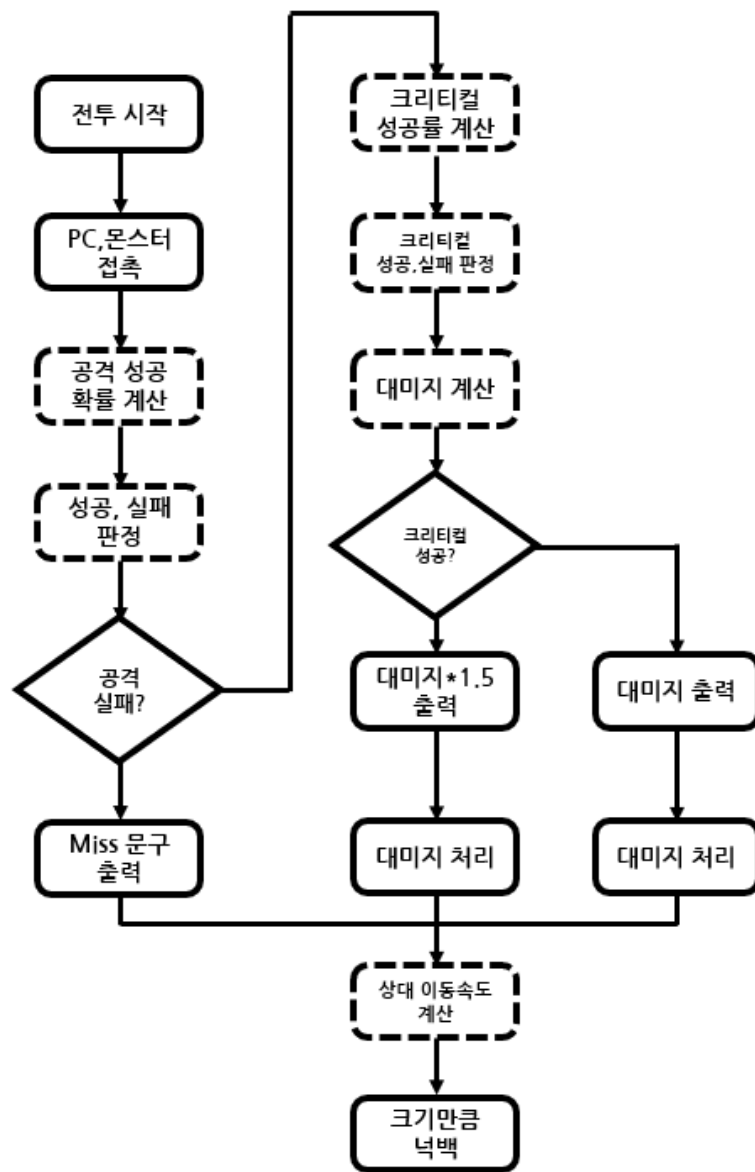 전투 시작
PC,몬스터
접촉
공격 성공
확률 계산
성공, 실패
판정
공격
실패?
Miss 문구
출력
크리티컬
성공률 계산
크리티컬
성공,실패 판정
대미지 계산
크리티컬
성공?
대미지*1.5
출력
대미지 처리
대미지 출력
대미지 처리
상대 이동속도
계산
크기만큼
넉백